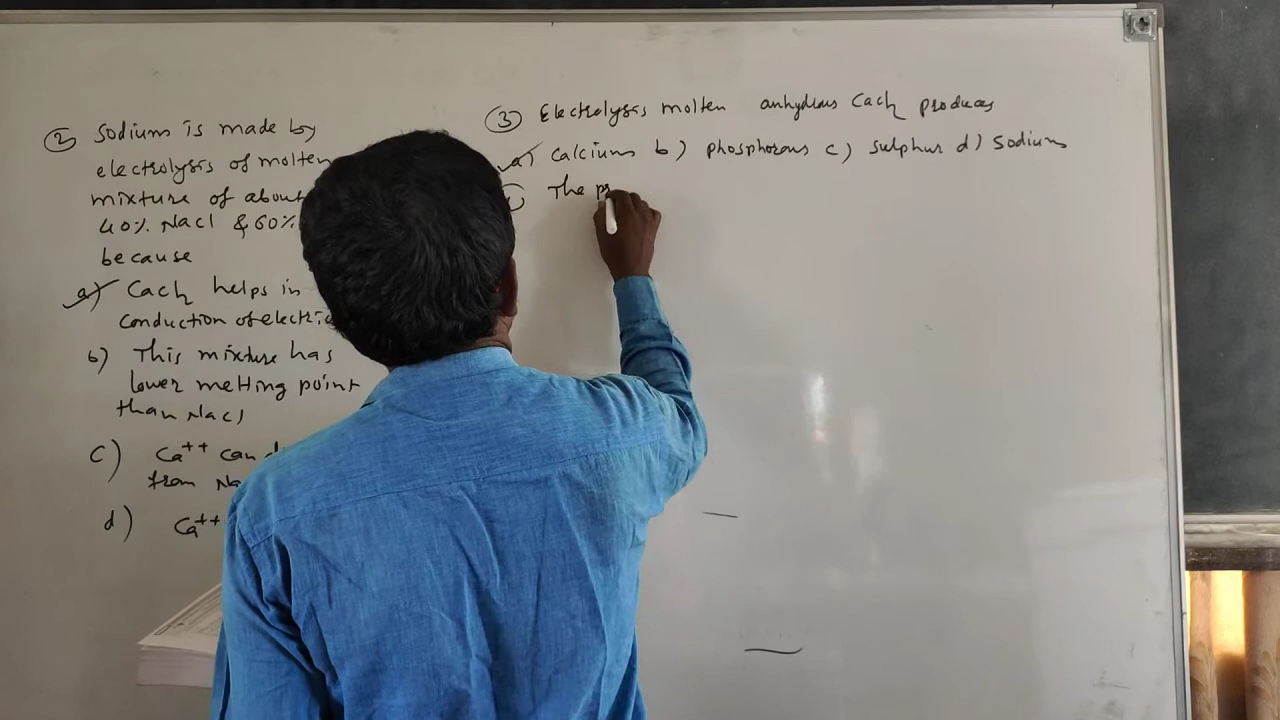 ② Sodium is made by
electrolysis of molten
mixture of about
40% NaCl & 60%
because
a) CaCl₂ helps in
conduction of electric
b) This mixture has
lower melting point
than NaCl
c) Ca⁺⁺ can
from Na
d) Ca⁺⁺
③ Electrolysis molten anhydrous CaCl₂ produces
a) Calcium b) phosphorous c) sulphur d) Sodium
The pr